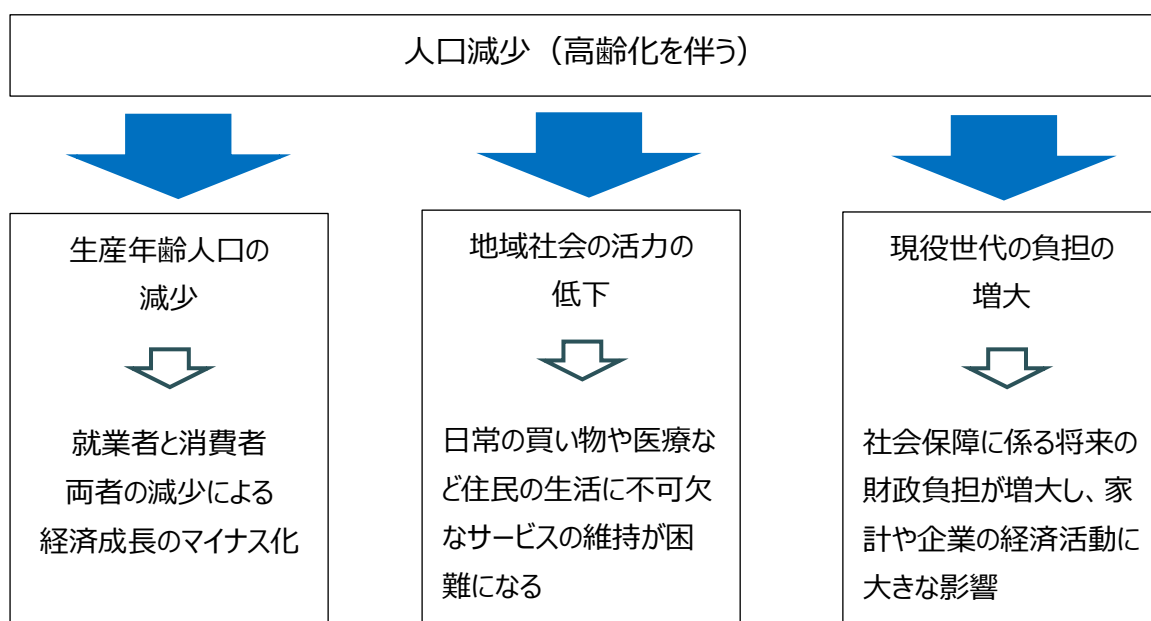 人口減少（高齢化を伴う）
生産年齢人口の
減少
就業者と消費者
両者の減少による
経済成長のマイナス化
地域社会の活力の
低下
日常の買い物や医療な
ど住民の生活に不可欠
なサービスの維持が困
難になる
現役世代の負担の
増大
社会保障に係る将来の
財政負担が増大し、家
計や企業の経済活動に
大きな影響